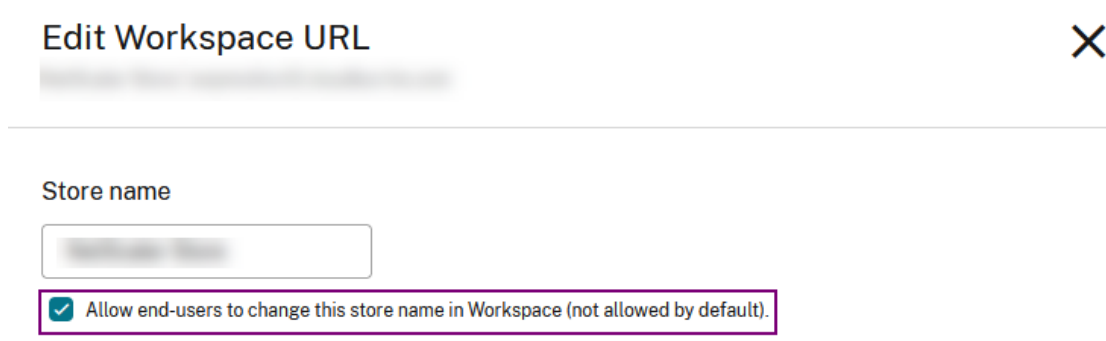 Edit Workspace URL
Store name
Allow end-users to change this store name in Workspace (not allowed by default).